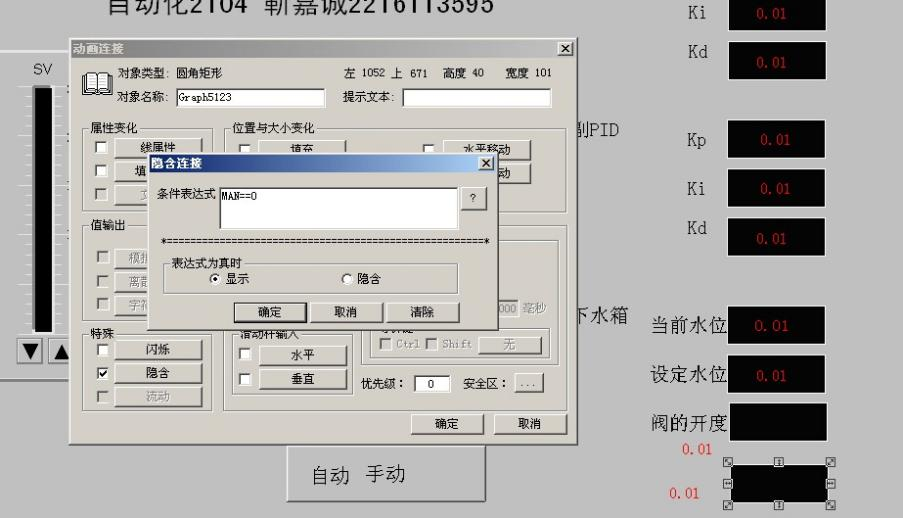 自动化2104 靳嘉诚2216113595
SV
动画连接
对象类型: 圆角矩形
左 1052 上 671 高度 40 宽度 101
对象名称: Graph5123
提示文本:
属性变化
线属性
位置与大小变化
填充
水平移动
隐含连接
条件表达式
MAN==0
?
*==================================================*
表达式为真时
显示
隐含
确定
取消
清除
值输出
000 毫秒
特殊
闪烁
隐含
流动
滑动杆输入
水平
垂直
Ctrl
Shift
无
优先级:
0
安全区:
...
确定
取消
自动 手动
Ki
0.01
Kd
0.01
副PID
Kp
0.01
Ki
0.01
Kd
0.01
下水箱
当前水位
0.01
设定水位
0.01
阀的开度
0.01
0.01